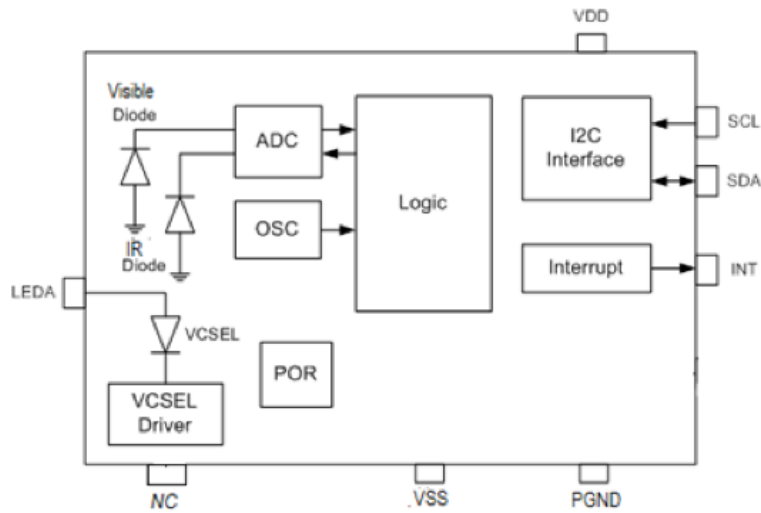 VDD
Visible
Diode
ADC
I2C
Interface
SCL
SDA
Logic
OSC
IR
Diode
Interrupt
INT
LEDA
VCSEL
POR
VCSEL
Driver
NC
.VSS
PGND